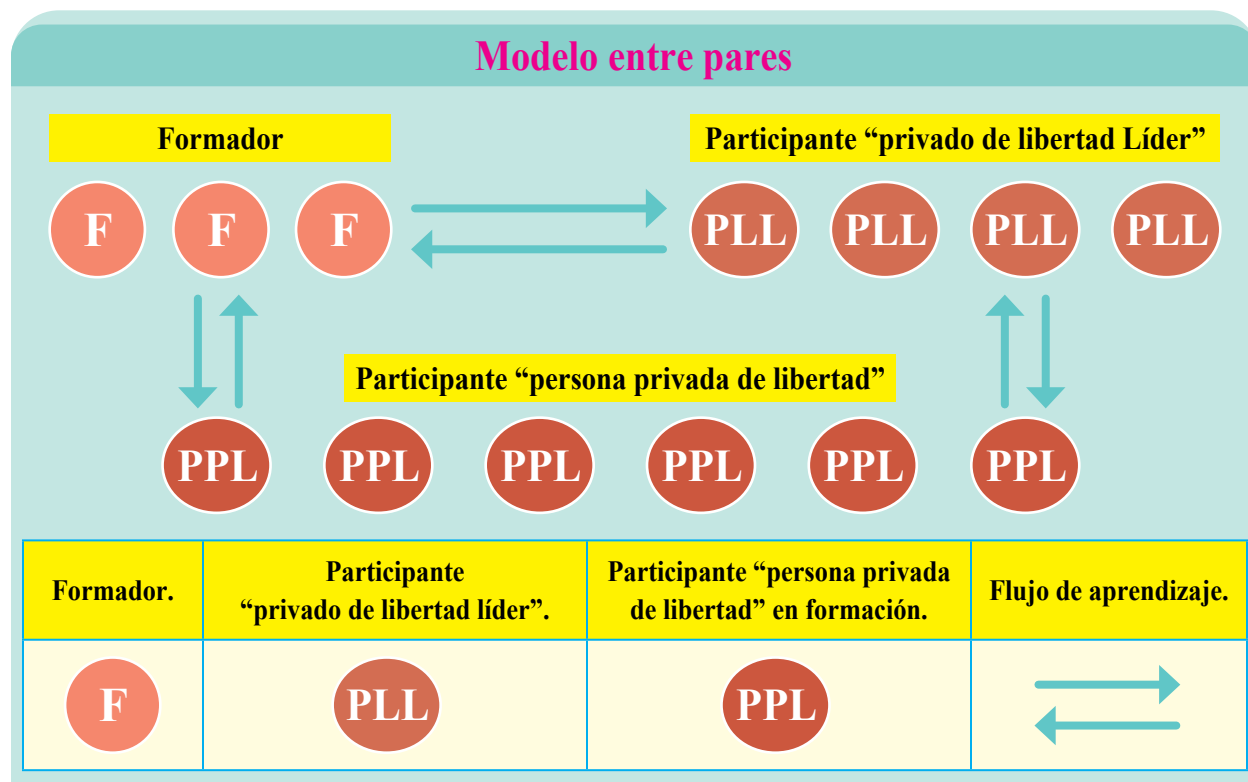 Modelo entre pares
Formador
Participante “privado de libertad Líder”
F F F
PLL PLL PLL PLL
Participante “persona privada de libertad”
PPL PPL PPL PPL PPL PPL
Formador.
Participante
“privado de libertad líder”.
Participante “persona privada
de libertad” en formación.
Flujo de aprendizaje.
F
PLL
PPL